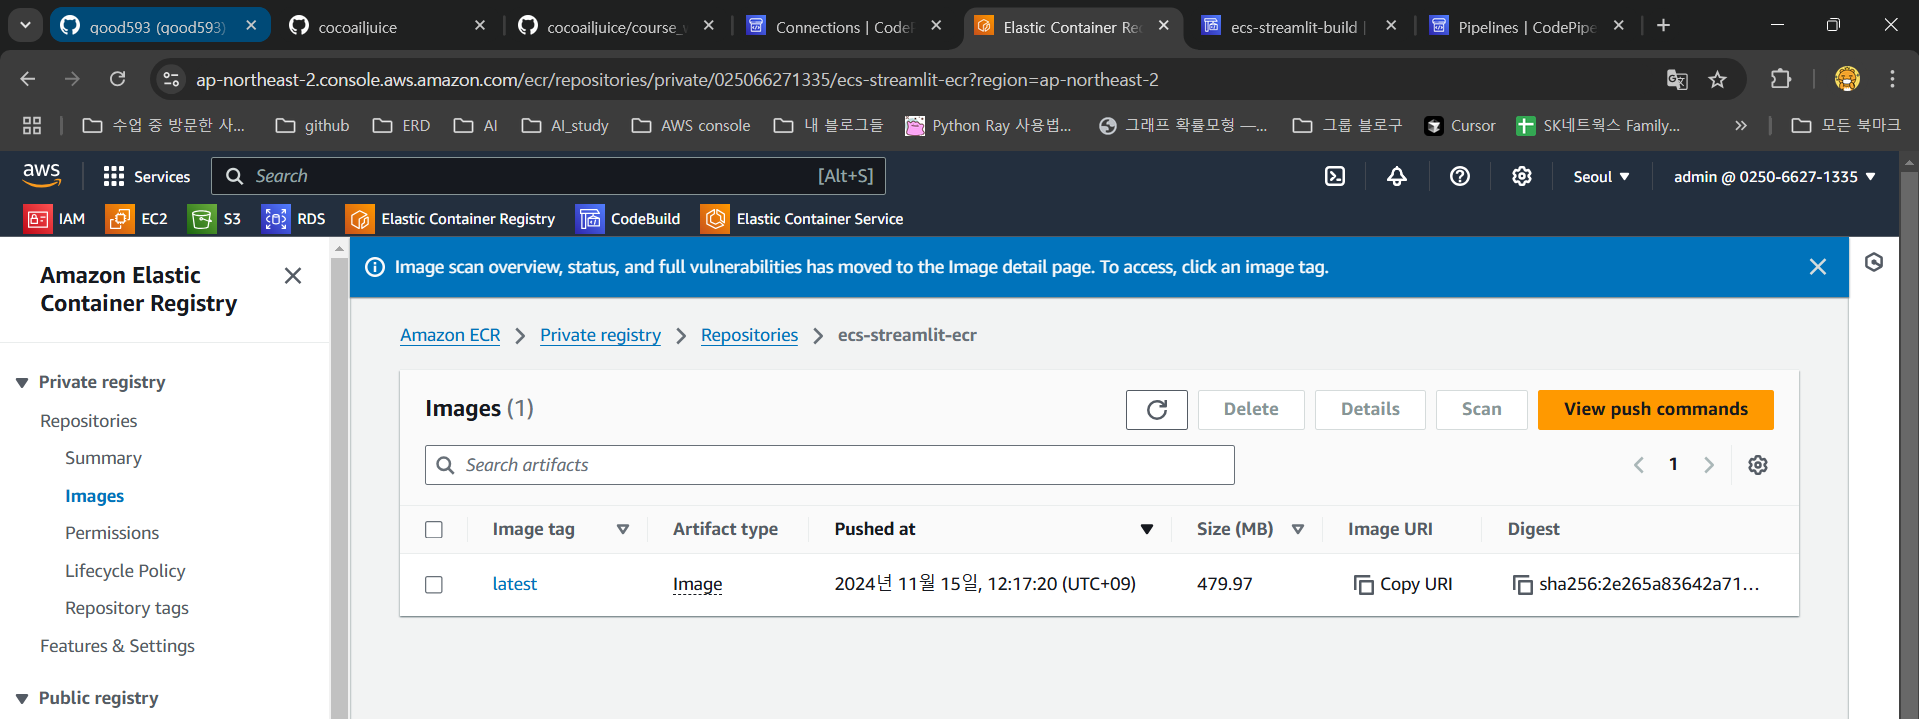 qood593 (qood593)
cocoailjuice
cocoailjuice/course_
Connections | CodeP
Elastic Container Re
ecs-streamlit-build |
Pipelines | CodePipe
ap-northeast-2.console.aws.amazon.com/ecr/repositories/private/025066271335/ecs-streamlit-ecr?region=ap-northeast-2
수업 중 방문한 사...
github
ERD
AI
AI_study
AWS console
내 블로그들
Python Ray 사용법...
그래프 확률모형 —...
그룹 블로구
Cursor
SK네트웍스 Family...
»
모든 북마크
aws
Services
Search
[Alt+S]
Seoul ▼
admin @ 0250-6627-1335 ▼
IAM
EC2
S3
RDS
Elastic Container Registry
CodeBuild
Elastic Container Service
Amazon Elastic
Container Registry
Private registry
Repositories
Summary
Images
Permissions
Lifecycle Policy
Repository tags
Features & Settings
Public registry
Image scan overview, status, and full vulnerabilities has moved to the Image detail page. To access, click an image tag.
Amazon ECR > Private registry > Repositories > ecs-streamlit-ecr
Images (1)
Delete
Details
Scan
View push commands
Search artifacts
1
Image tag
Artifact type
Pushed at
Size (MB)
Image URI
Digest
latest
Image
2024년 11월 15일, 12:17:20 (UTC+09)
479.97
Copy URI
sha256:2e265a83642a71...